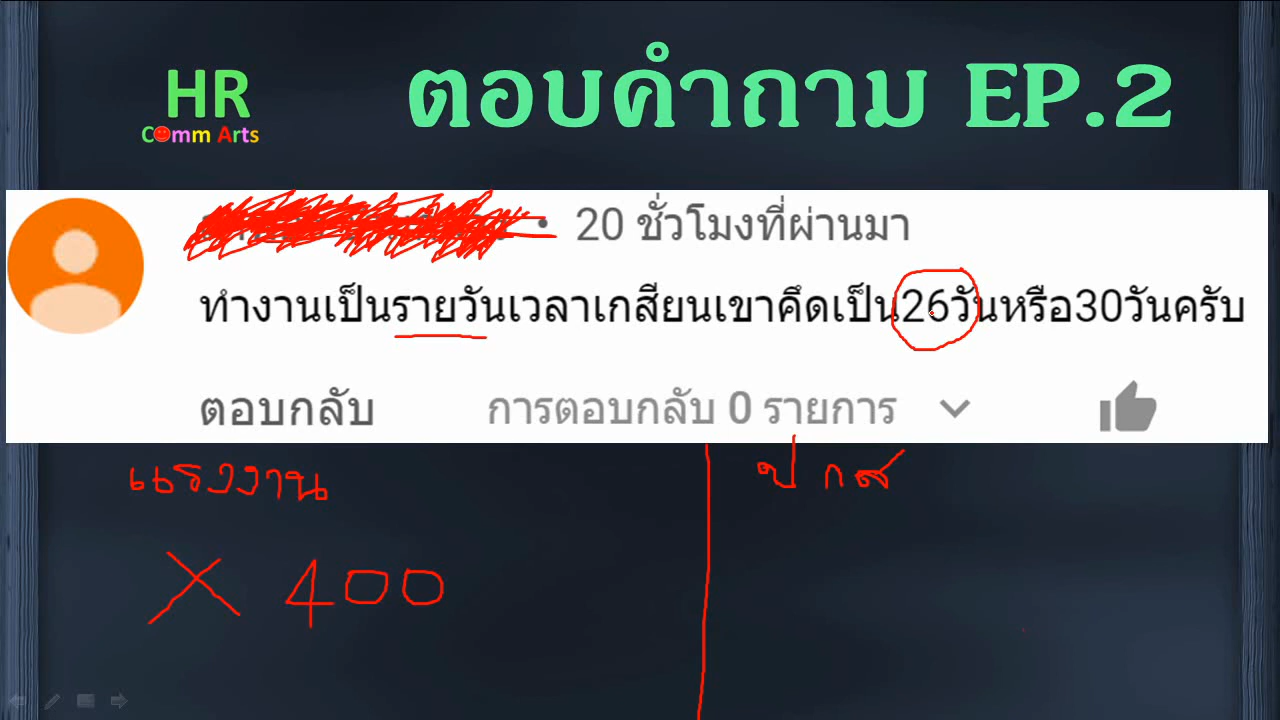 HR
Comm Arts
ตอบคำถาม EP.2
• 20 ชั่วโมงที่ผ่านมา
ทำงานเป็นรายวันเวลาเกสียนเขาคึดเป็น26วันหรือ30วันครับ
ตอบกลับ
การตอบกลับ 0 รายการ
แรงงาน
ปกส
X 400